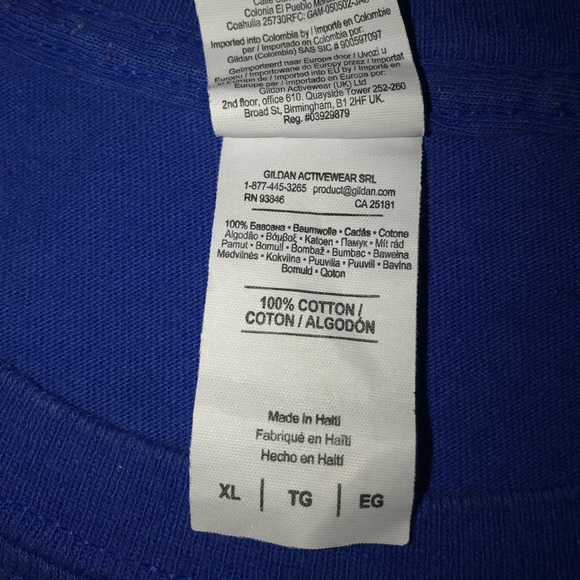 Colonia El Pueblo
Coahuila 25730RFC: GAM-050502-
Imported into Colombia by / Importé en Colombie
par / Importado en Colombia por:
Gildan (Colombia) SAS SIC # 900597097
Geïmporteerd naar Europa door / Uvozi u
Europu / Importowane do Europy przez / Importat
in Europa de / Imported into EU by / Importé en
Europe par / Importado en Europa por:
Gildan Activewear (UK) Ltd
2nd floor, office 610. Quayside Tower 252-260
Broad St, Birmingham, B1 2HF UK.
Reg. #03929879
GILDAN ACTIVEWEAR SRL
1-877-445-3265 product@gildan.com
RN 93846 CA 25181
100% Бавовна • Baumwolle • Cadás • Cotone
Algodão • Βάμβαξ • Katoen • Памук • Mit rád
Pamut • Bomull • Bombaž • Bumbac • Bawełna
Medvilnės • Kokvilna • Puuvilla • Puuvill • Bavlna
Bomuld • Qoton
100% COTTON /
COTON / ALGODÓN
Made in Haiti
Fabriqué en Haïti
Hecho en Haití
XL | TG | EG